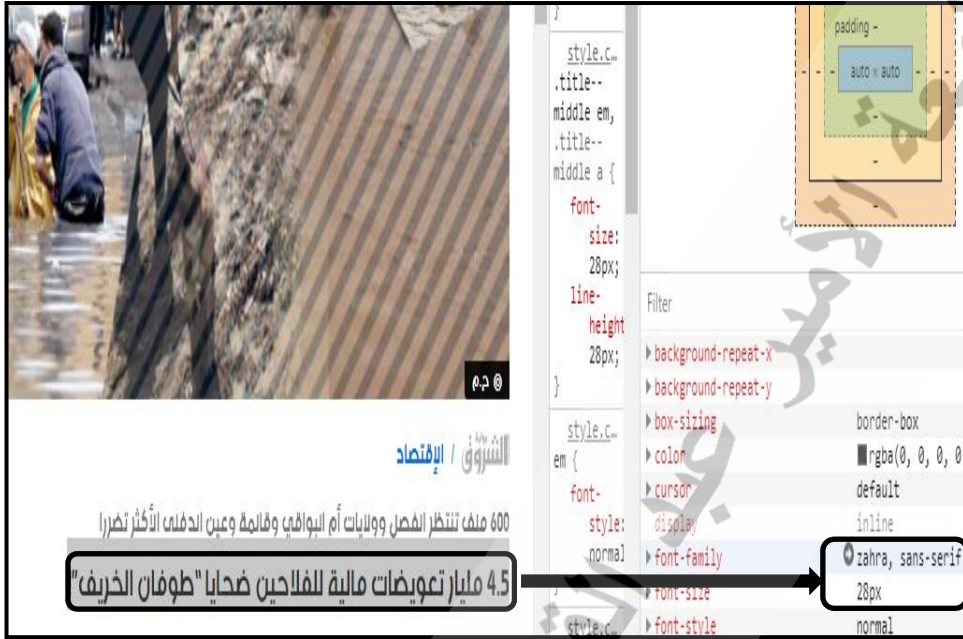 © ح.م
الشروق / الإقتصاد
600 ملف تنتظر الفصل وولايات أم البواقي وقالمة وعين الدفلى الأكثر تضررا
4.5 مليار تعويضات مالية للفلاحين ضحايا "طوفان الخريف"
}
style.c…
.title--
middle em,
.title--
middle a {
font-
size:
28px;
line-
height
28px;
}
style.c…
em {
font-
style:
normal
}
style.c…
padding -
auto × auto
-
-
-
Filter
background-repeat-x
background-repeat-y
box-sizing border-box
color rgba(0, 0, 0, 0
cursor default
display inline
font-family zahra, sans-serif
font-size 28px
font-style normal